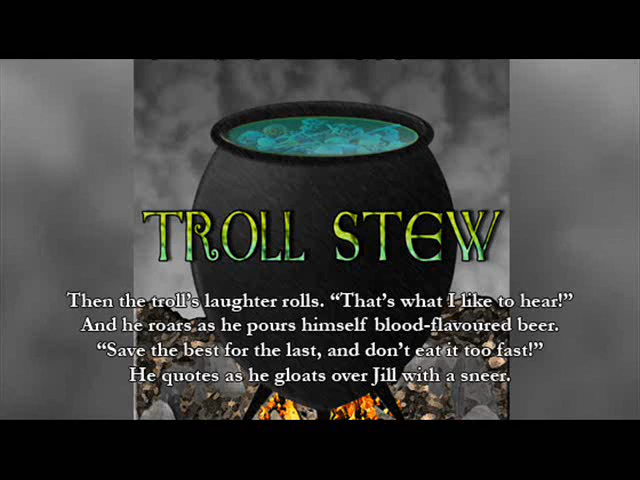 TROLL STEW
Then the troll's laughter rolls. “That's what I like to hear!”
And he roars as he pours himself blood-flavoured beer.
“Save the best for the last, and don't eat it too fast!”
He quotes as he gloats over Jill with a sneer.